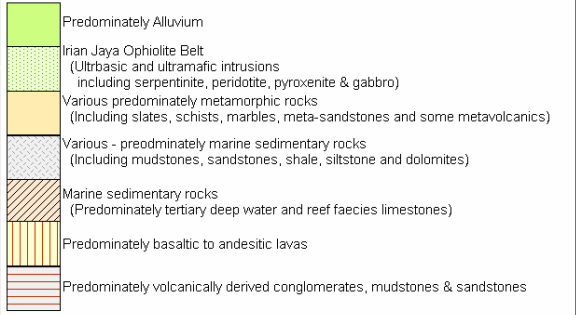 Predominately Alluvium
Irian Jaya Ophiolite Belt
(Ultrbasic and ultramafic intrusions
including serpentinite, peridotite, pyroxenite & gabbro)
Various predominately metamorphic rocks
(Including slates, schists, marbles, meta-sandstones and some metavolcanics)
Various - preodminately marine sedimentary rocks
(Including mudstones, sandstones, shale, siltstone and dolomites)
Marine sedimentary rocks
(Predominately tertiary deep water and reef faecies limestones)
Predominately basaltic to andesitic lavas
Predominately volcanically derived conglomerates, mudstones & sandstones